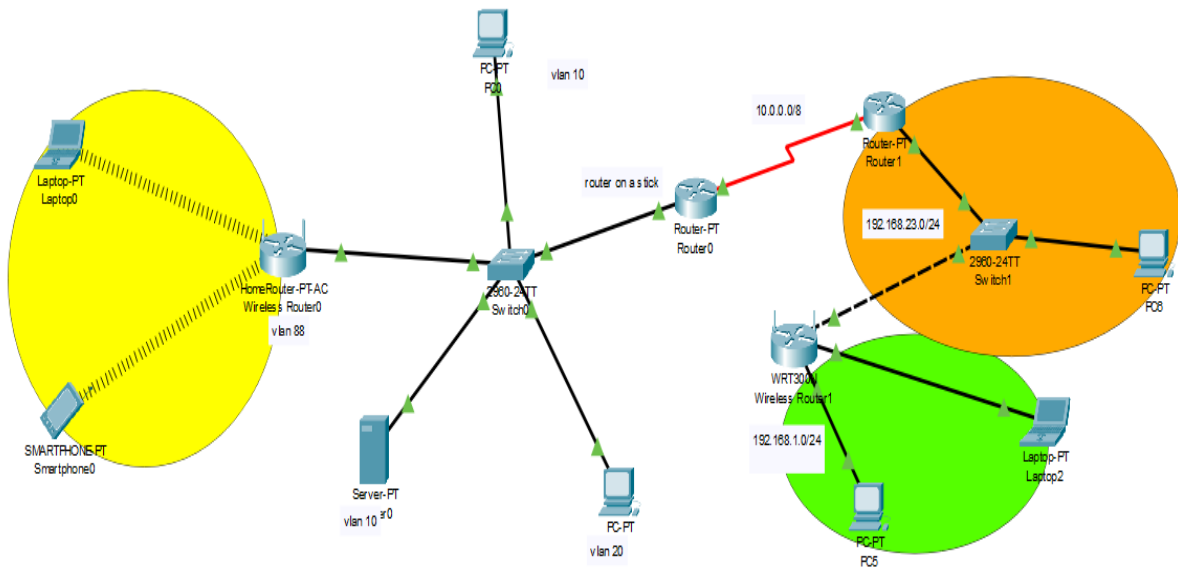 PC-PT
PC0
vlan 10
Laptop-PT
Laptop0
10.0.0.0/8
Router-PT
Router1
router on a stick
Router-PT
Router0
192.168.23.0/24
2960-24TT
Switch1
PC-PT
PC6
HomeRouter-PT-AC
Wireless Router0
vlan 88
2960-24TT
Switch0
WRT300N
Wireless Router1
SMARTPHONE-PT
Smartphone0
192.168.1.0/24
Laptop-PT
Laptop2
Server-PT
vlan 10
PC-PT
vlan 20
PC-PT
PC5